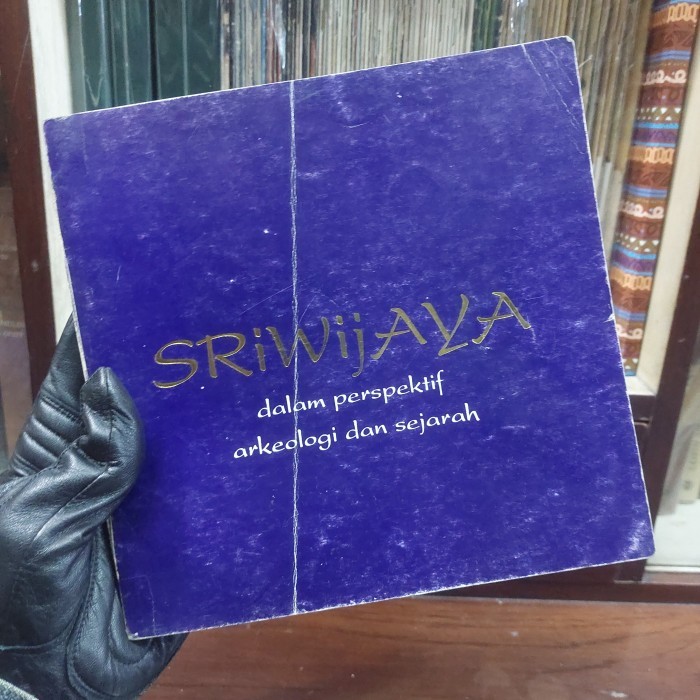 SRiWijAYA
dalam perspektif
arkeologi dan sejarah